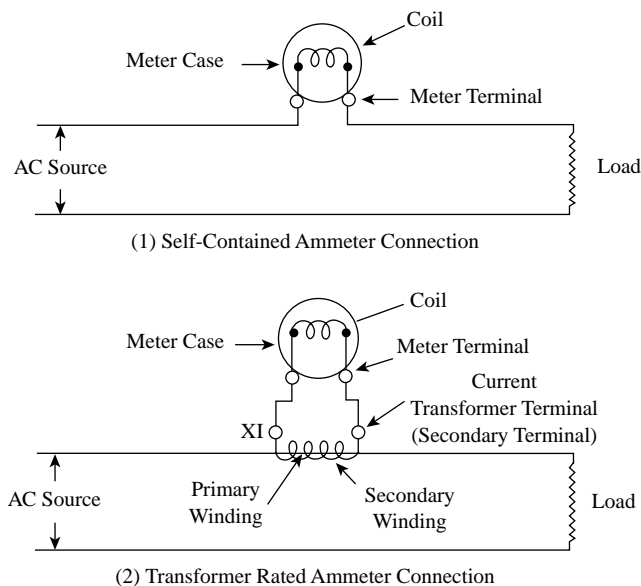 Coil
Meter Case
Meter Terminal
AC Source
Load
(1) Self-Contained Ammeter Connection
Coil
Meter Case
Meter Terminal
Current
Transformer Terminal
(Secondary Terminal)
XI
AC Source
Primary
Winding
Secondary
Winding
Load
(2) Transformer Rated Ammeter Connection